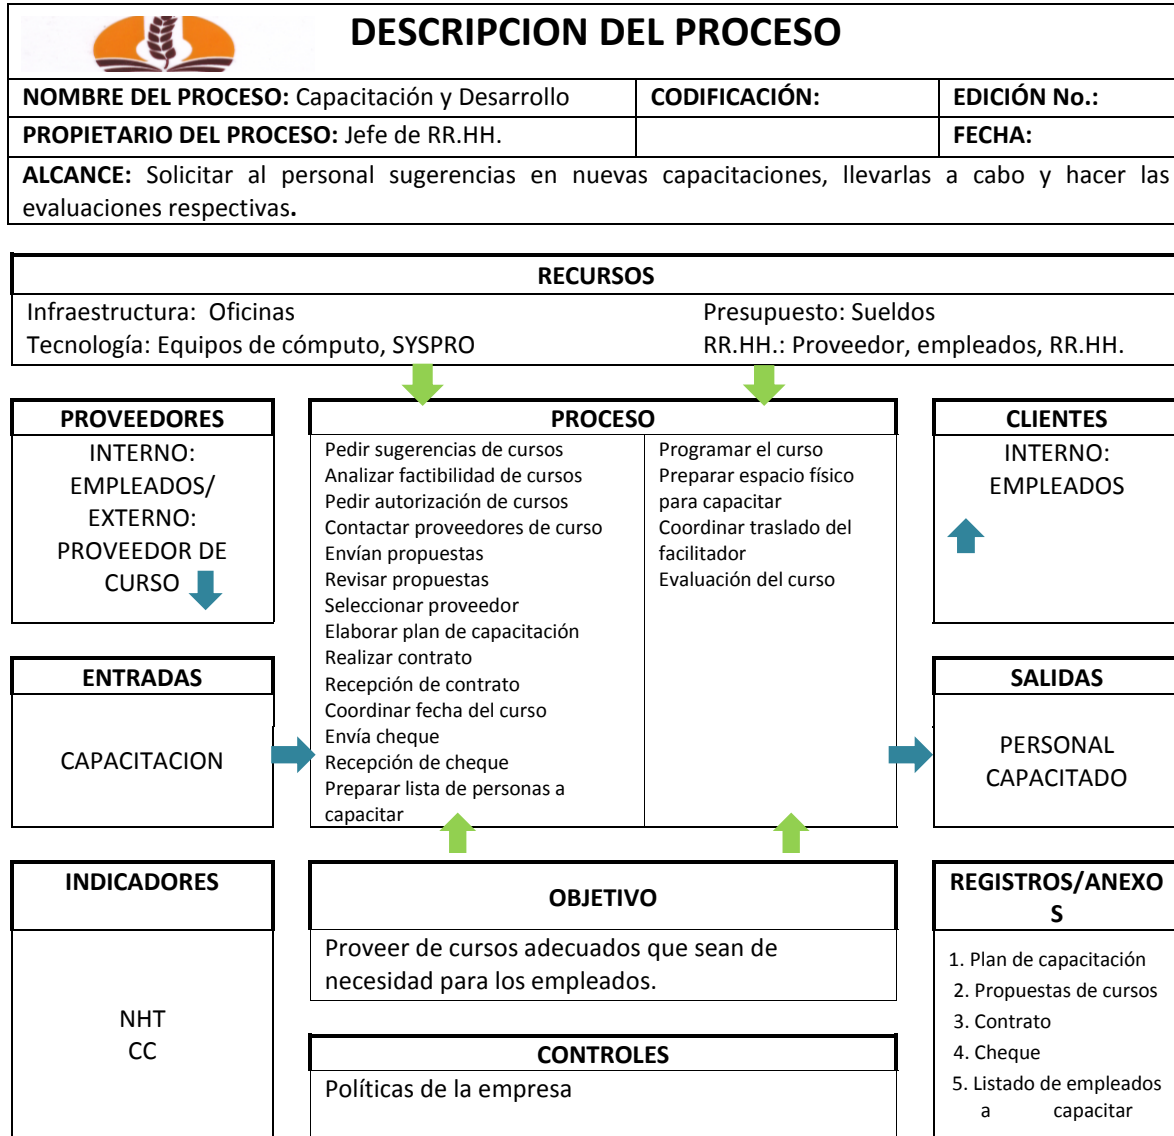 DESCRIPCION DEL PROCESO
NOMBRE DEL PROCESO: Capacitación y Desarrollo
CODIFICACIÓN:
EDICIÓN No.:
PROPIETARIO DEL PROCESO: Jefe de RR.HH.
FECHA:
ALCANCE: Solicitar al personal sugerencias en nuevas capacitaciones, llevarlas a cabo y hacer las
evaluaciones respectivas.
RECURSOS
Infraestructura: Oficinas
Presupuesto: Sueldos
Tecnología: Equipos de cómputo, SYSPRO
RR.HH.: Proveedor, empleados, RR.HH.
PROVEEDORES
INTERNO:
EMPLEADOS/
EXTERNO:
PROVEEDOR DE
CURSO
PROCESO
Pedir sugerencias de cursos
Analizar factibilidad de cursos
Pedir autorización de cursos
Contactar proveedores de curso
Envían propuestas
Revisar propuestas
Seleccionar proveedor
Elaborar plan de capacitación
Realizar contrato
Recepción de contrato
Coordinar fecha del curso
Envía cheque
Recepción de cheque
Preparar lista de personas a
capacitar
Programar el curso
Preparar espacio físico
para capacitar
Coordinar traslado del
facilitador
Evaluación del curso
CLIENTES
INTERNO:
EMPLEADOS
ENTRADAS
CAPACITACION
SALIDAS
PERSONAL
CAPACITADO
INDICADORES
NHT
CC
OBJETIVO
Proveer de cursos adecuados que sean de
necesidad para los empleados.
CONTROLES
Políticas de la empresa
REGISTROS/ANEXO
S
1. Plan de capacitación
2. Propuestas de cursos
3. Contrato
4. Cheque
5. Listado de empleados
a capacitar